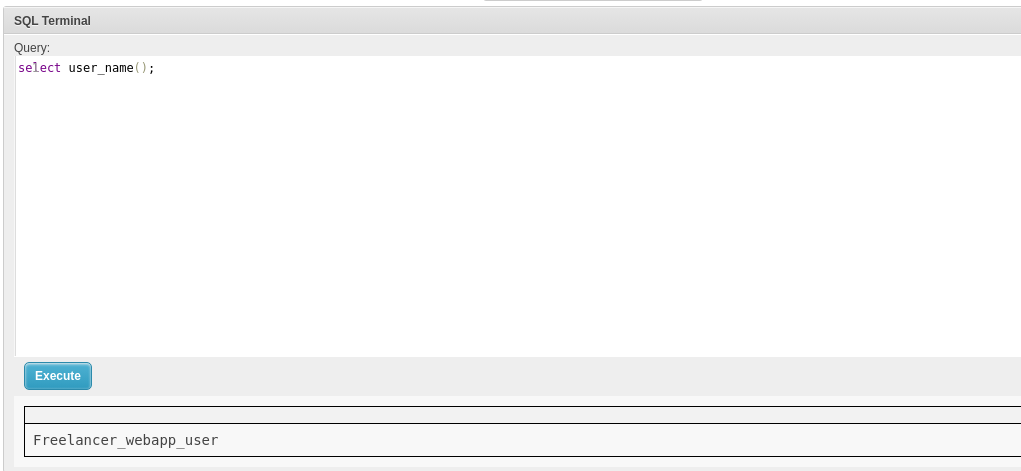 SQL Terminal
Query:
select user_name();
Execute
Freelancer_webapp_user